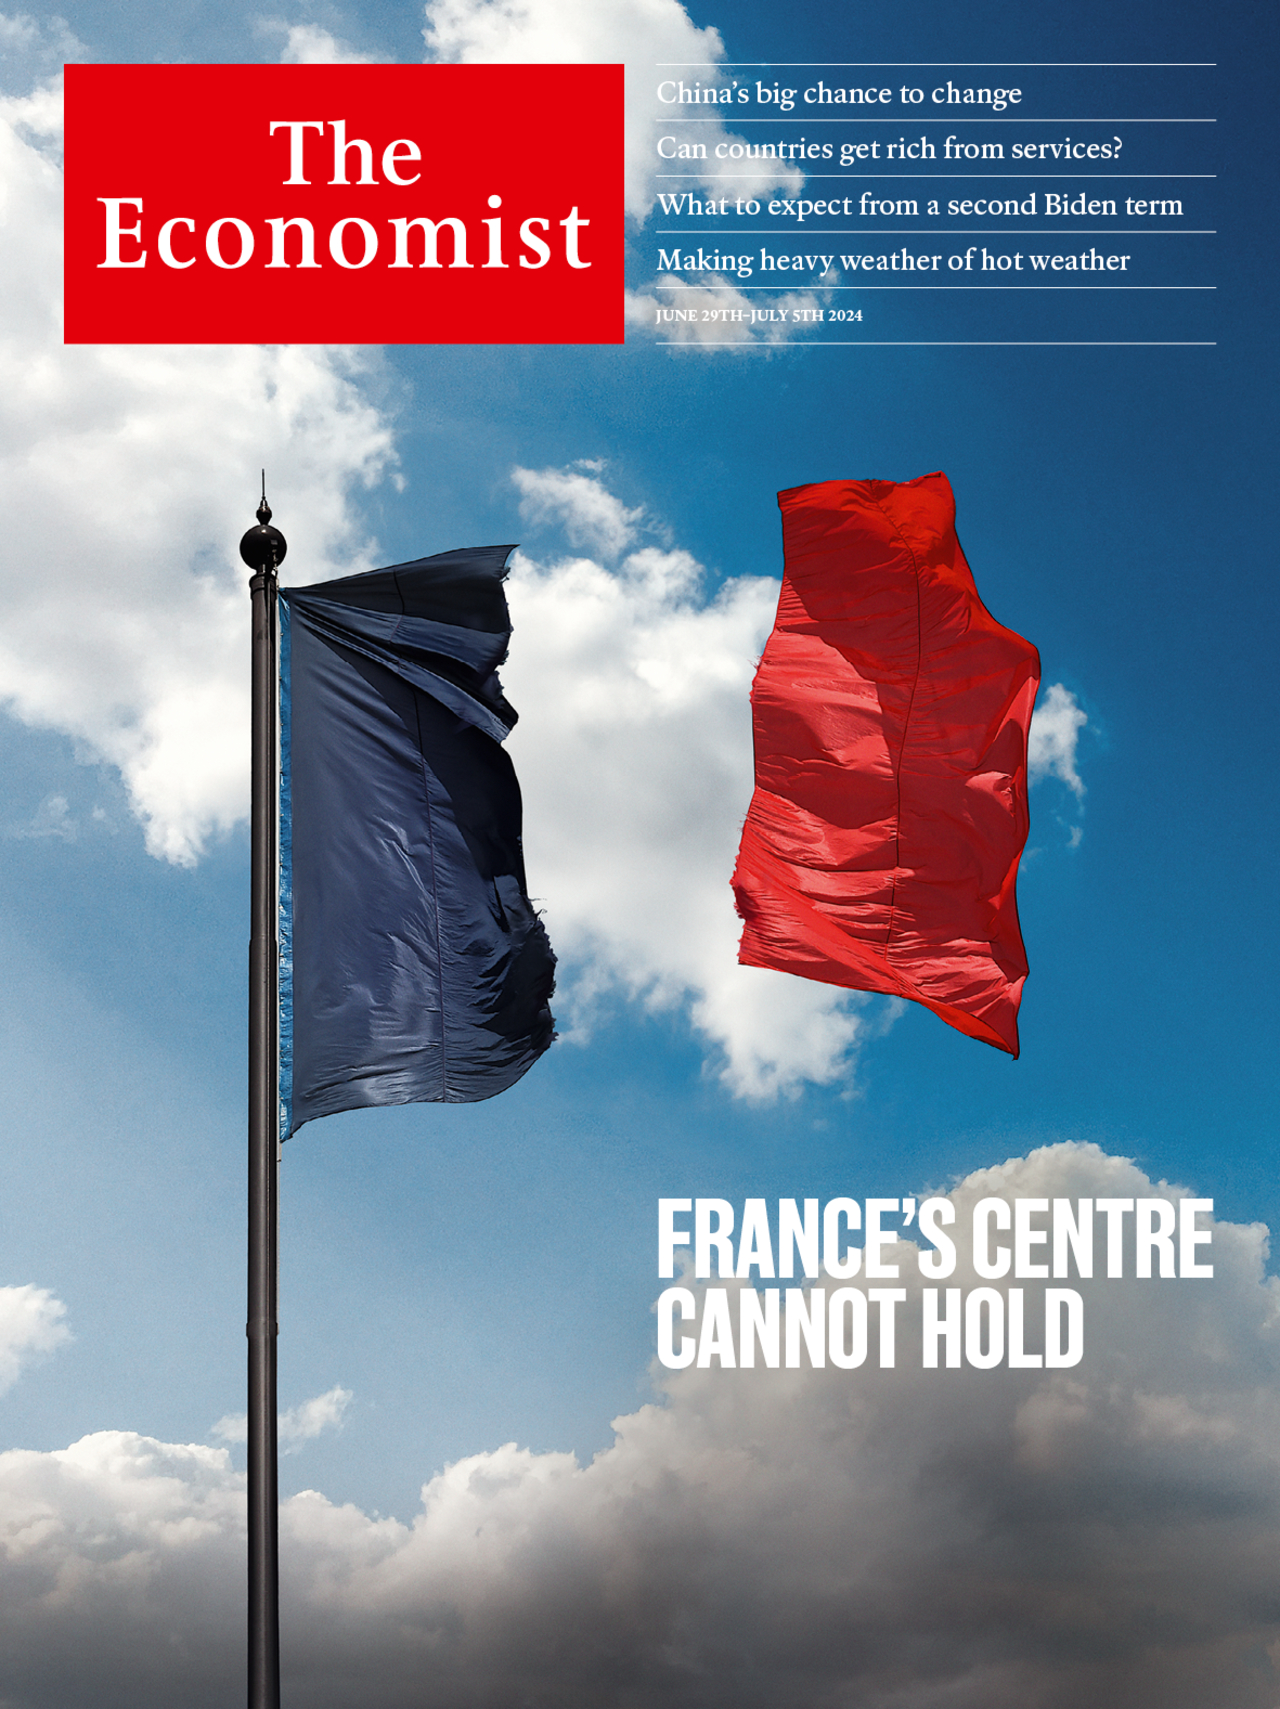 The
Economist
China’s big chance to change
Can countries get rich from services?
What to expect from a second Biden term
Making heavy weather of hot weather
JUNE 29TH–JULY 5TH 2024
FRANCE’S CENTRE
CANNOT HOLD